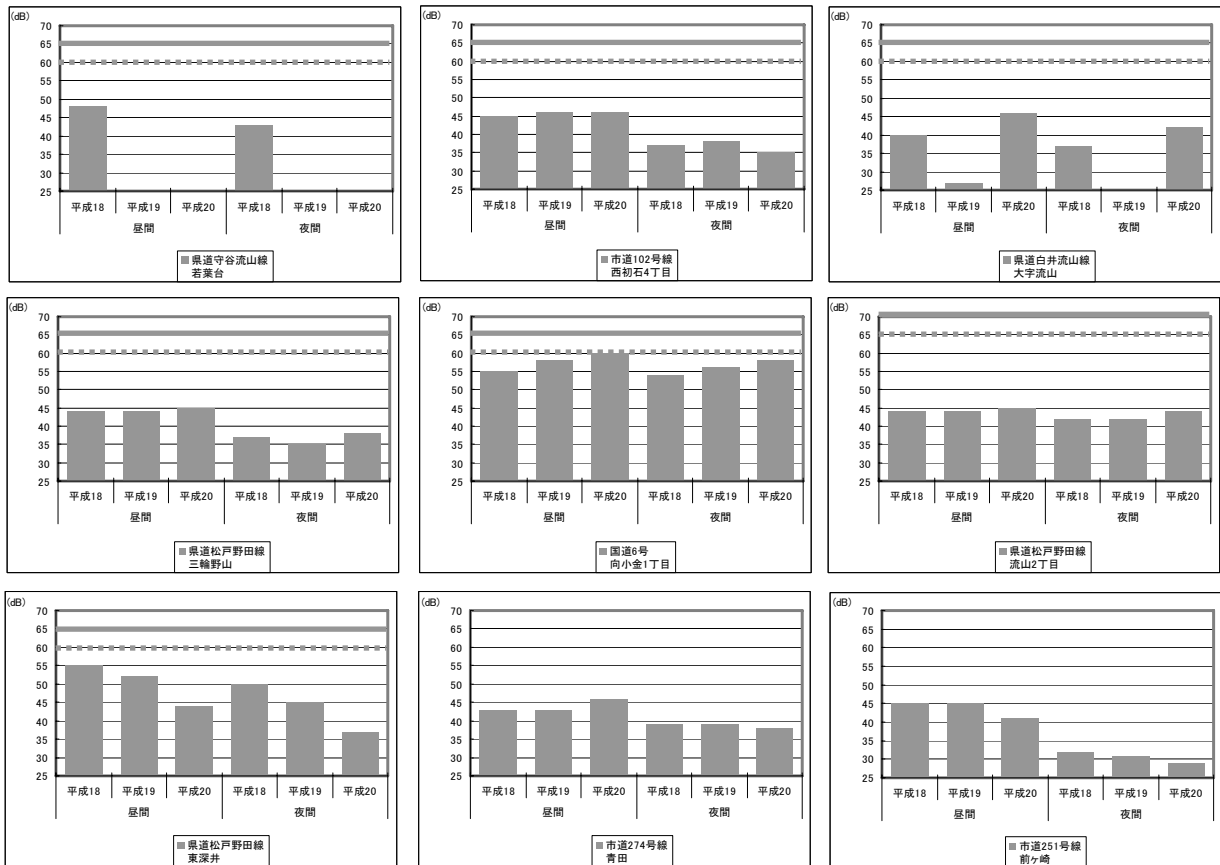 (dB)
70
65
60
55
50
45
40
35
30
25
平成18 平成19 平成20 平成18 平成19 平成20
昼間 夜間
県道守谷流山線
若葉台
(dB)
70
65
60
55
50
45
40
35
30
25
平成18 平成19 平成20 平成18 平成19 平成20
昼間 夜間
市道102号線
西初石4丁目
(dB)
70
65
60
55
50
45
40
35
30
25
平成18 平成19 平成20 平成18 平成19 平成20
昼間 夜間
県道白井流山線
大字流山
(dB)
70
65
60
55
50
45
40
35
30
25
平成18 平成19 平成20 平成18 平成19 平成20
昼間 夜間
県道松戸野田線
三輪野山
(dB)
70
65
60
55
50
45
40
35
30
25
平成18 平成19 平成20 平成18 平成19 平成20
昼間 夜間
国道6号
向小金1丁目
(dB)
70
65
60
55
50
45
40
35
30
25
平成18 平成19 平成20 平成18 平成19 平成20
昼間 夜間
県道松戸野田線
流山2丁目
(dB)
70
65
60
55
50
45
40
35
30
25
平成18 平成19 平成20 平成18 平成19 平成20
昼間 夜間
県道松戸野田線
東深井
(dB)
70
65
60
55
50
45
40
35
30
25
平成18 平成19 平成20 平成18 平成19 平成20
昼間 夜間
市道274号線
青田
(dB)
70
65
60
55
50
45
40
35
30
25
平成18 平成19 平成20 平成18 平成19 平成20
昼間 夜間
市道251号線
前ヶ崎